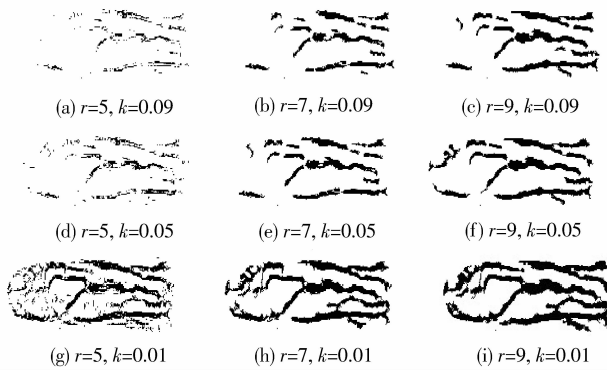 (a) r=5, k=0.09
(b) r=7, k=0.09
(c) r=9, k=0.09
(d) r=5, k=0.05
(e) r=7, k=0.05
(f) r=9, k=0.05
(g) r=5, k=0.01
(h) r=7, k=0.01
(i) r=9, k=0.01